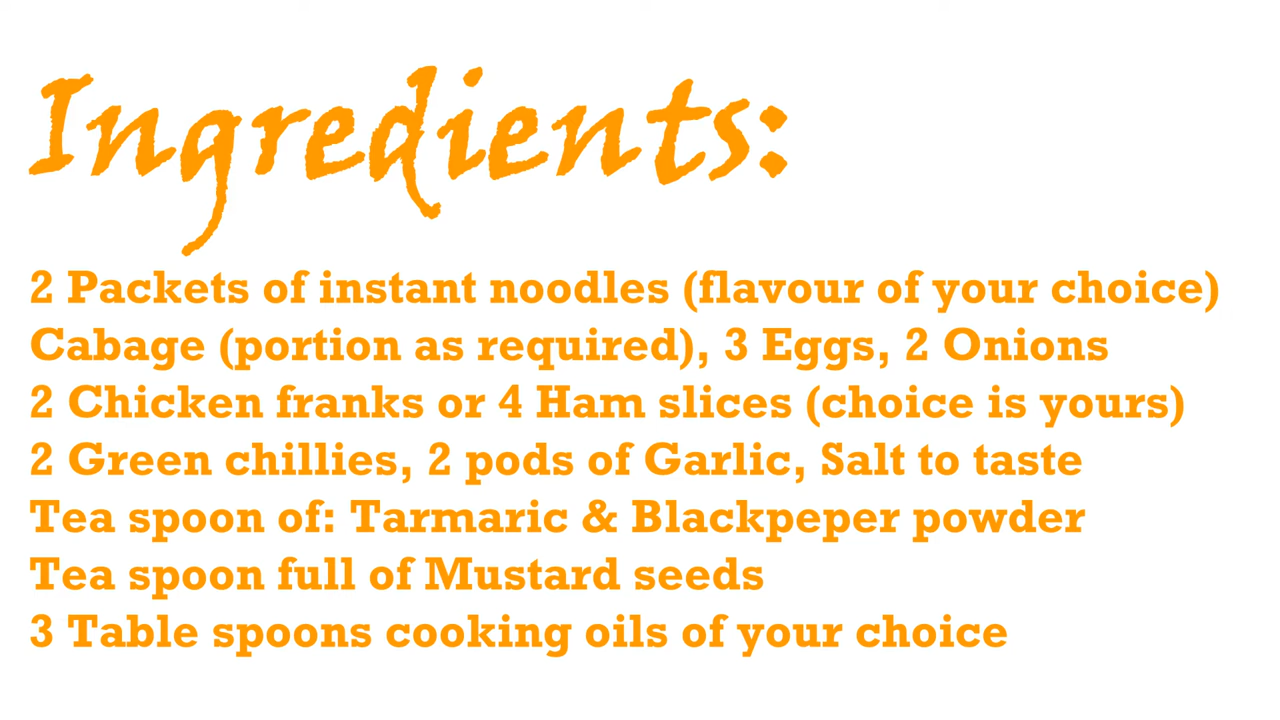 Ingredients:
2 Packets of instant noodles (flavour of your choice)
Cabage (portion as required), 3 Eggs, 2 Onions
2 Chicken franks or 4 Ham slices (choice is yours)
2 Green chillies, 2 pods of Garlic, Salt to taste
Tea spoon of: Tarmaric & Blackpeper powder
Tea spoon full of Mustard seeds
3 Table spoons cooking oils of your choice